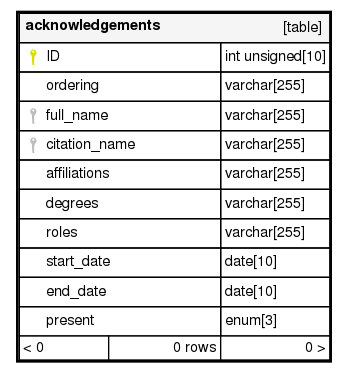 acknowledgements [table]
ID int unsigned[10]
ordering varchar[255]
full_name varchar[255]
citation_name varchar[255]
affiliations varchar[255]
degrees varchar[255]
roles varchar[255]
start_date date[10]
end_date date[10]
present enum[3]
< 0 0 rows 0 >